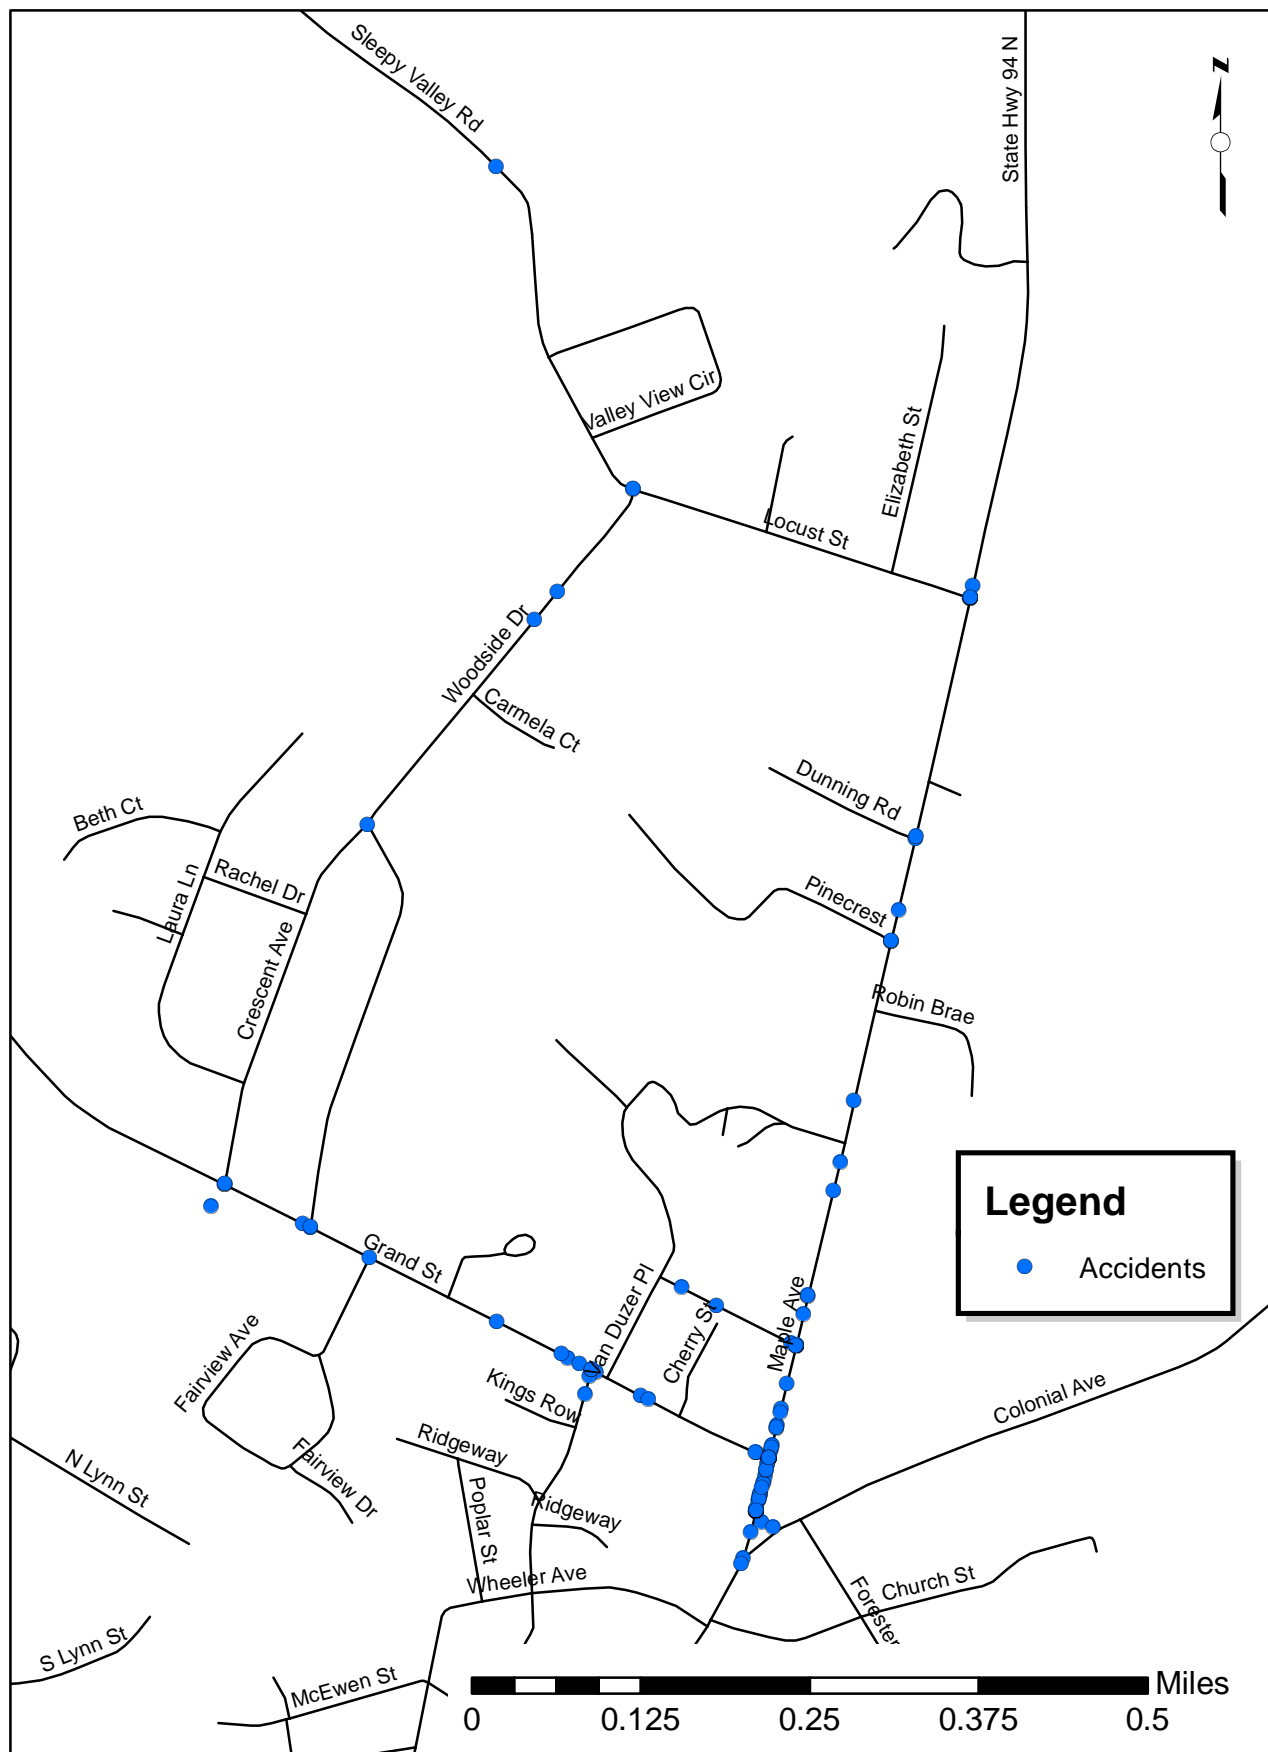 Sleepy Valley Rd
State Hwy 94 N
z
Valley View Cir
Elizabeth St
Locust St
Woodside Dr
Carmela Ct
Dunning Rd
Beth Ct
Rachel Dr
Laura Ln
Pinecrest
Crescent Ave
Robin Brae
Legend
Accidents
Grand St
Van Duzer Pl
Maple Ave
Cherry St
Fairview Ave
Kings Row
Colonial Ave
Ridgeway
Fairview Dr
N Lynn St
Poplar St
Ridgeway
Wheeler Ave
Church St
Forester
S Lynn St
McEwen St
Miles
0 0.125 0.25 0.375 0.5